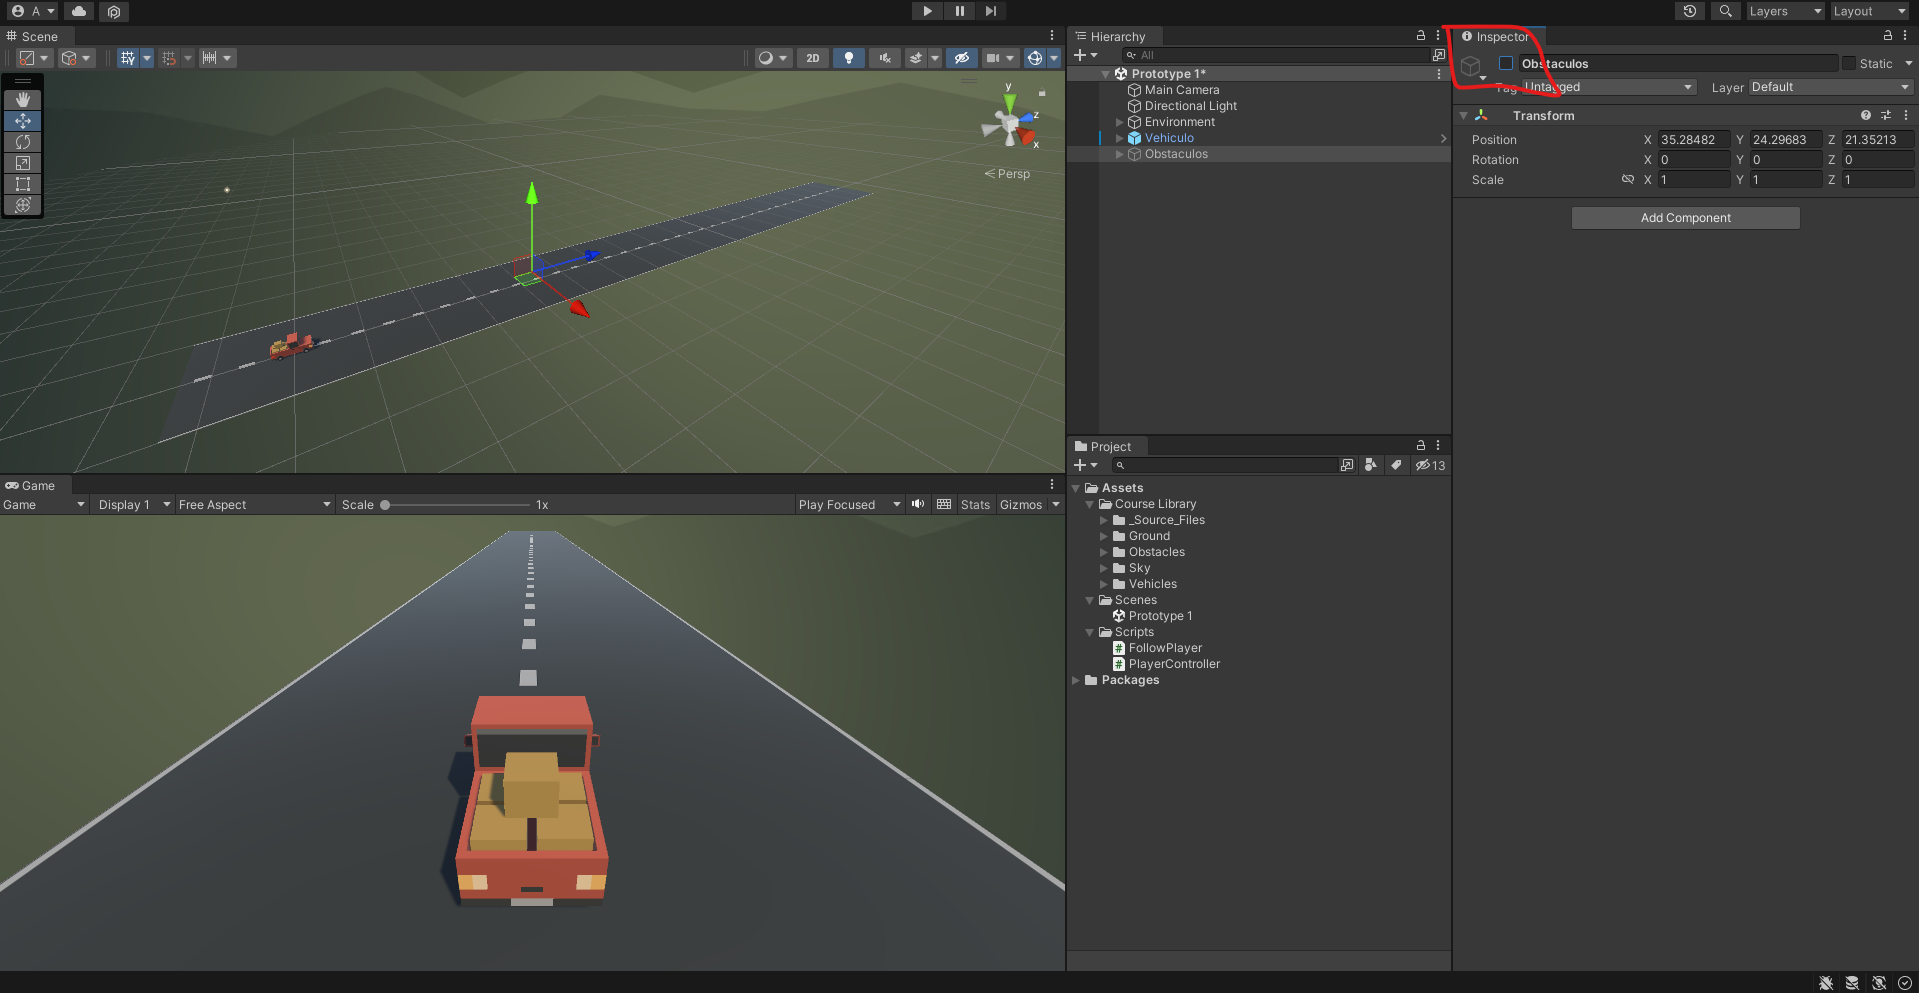 A
Layers
Layout
Scene
2D
y
z
x
Persp
Game
Game
Display 1
Free Aspect
Scale
1x
Play Focused
Stats
Gizmos
Hierarchy
All
Prototype 1*
Main Camera
Directional Light
Environment
Vehiculo
Obstaculos
Project
13
Assets
Course Library
_Source_Files
Ground
Obstacles
Sky
Vehicles
Scenes
Prototype 1
Scripts
FollowPlayer
PlayerController
Packages
Inspector
Obstaculos
Static
Tag Untagged
Layer Default
Transform
Position X 35.28482 Y 24.29683 Z 21.35213
Rotation X 0 Y 0 Z 0
Scale X 1 Y 1 Z 1
Add Component